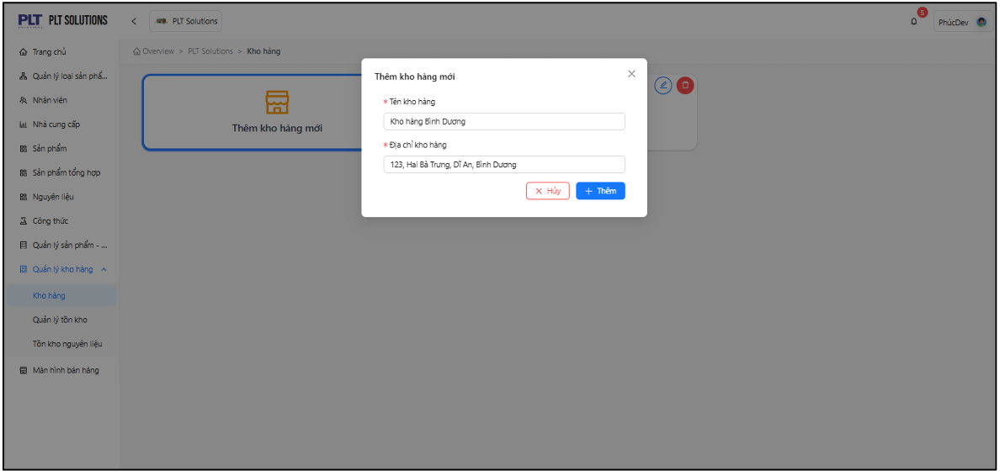 PLT PLT SOLUTIONS
SOLUTIONS
PLT Solutions
5
PhúcDev
Trang chủ
Quản lý loại sản phẩ...
Nhân viên
Nhà cung cấp
Sản phẩm
Sản phẩm tổng hợp
Nguyên liệu
Công thức
Quản lý sản phẩm - ...
Quản lý kho hàng
Kho hàng
Quản lý tồn kho
Tồn kho nguyên liệu
Màn hình bán hàng
Overview > PLT Solutions > Kho hàng
Thêm kho hàng mới
Thêm kho hàng mới
* Tên kho hàng
Kho hàng Bình Dương
* Địa chỉ kho hàng
123, Hai Bà Trưng, Dĩ An, Bình Dương
Hủy
Thêm